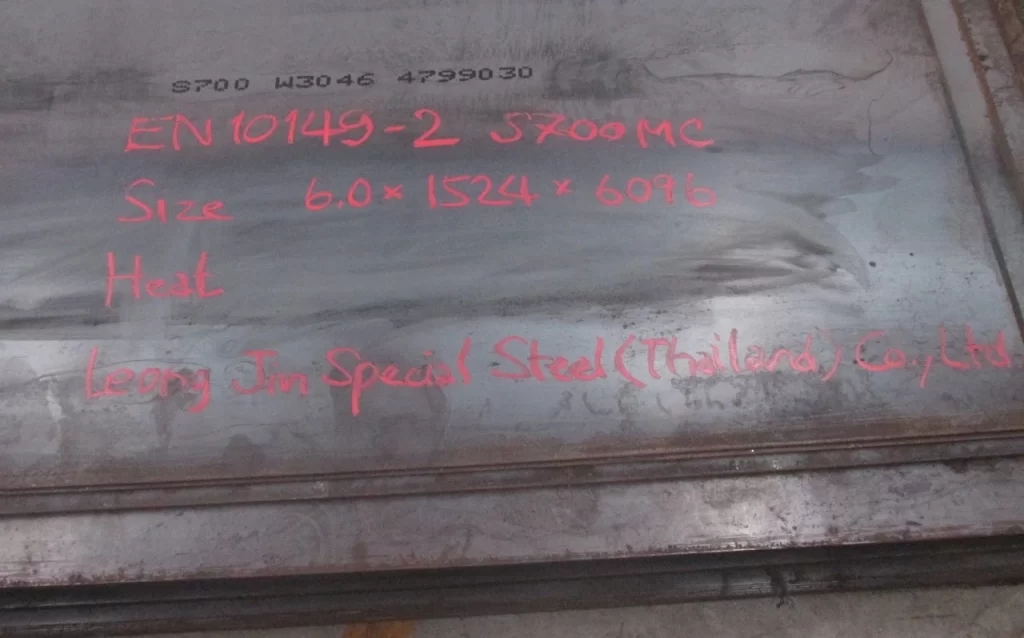 S700 W3046 4799030
EN 10149-2 S700MC
Size 6.0 x 1524 x 6096
Heat
Leong Jin Special Steel (Thailand) Co., Ltd.